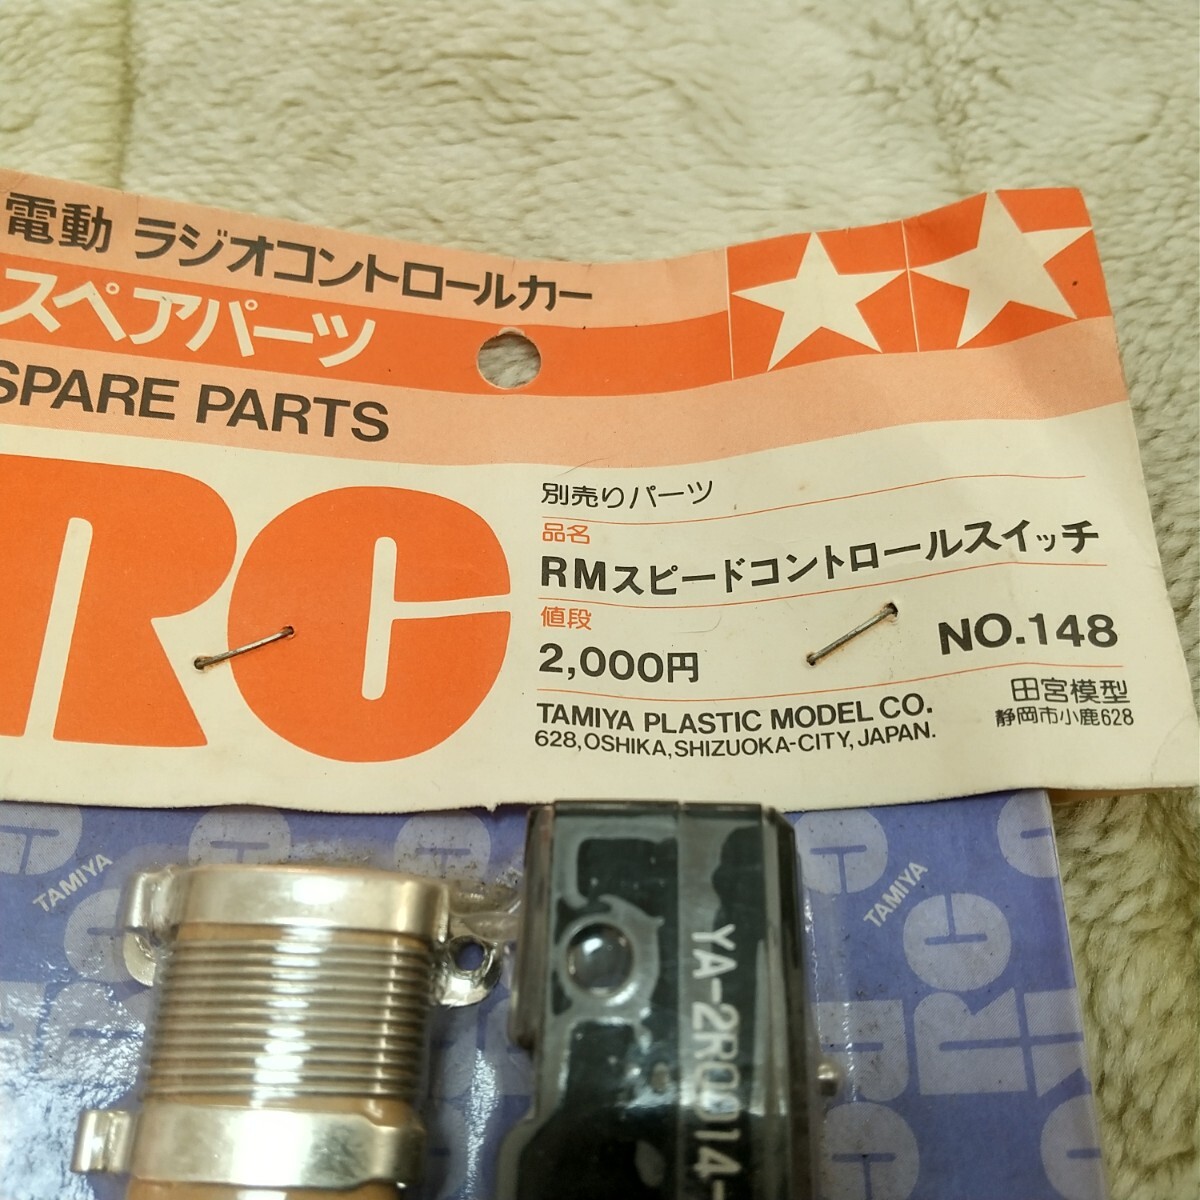 電動 ラジオコントロールカー
スペアパーツ
SPARE PARTS
RC
別売りパーツ
品名
RMスピードコントロールスイッチ
値段
2,000円
NO.148
TAMIYA PLASTIC MODEL CO.
628,OSHIKA,SHIZUOKA-CITY,JAPAN.
田宮模型
静岡市小鹿628
TAMIYA
TAMIYA
RC
YA-2R0014-